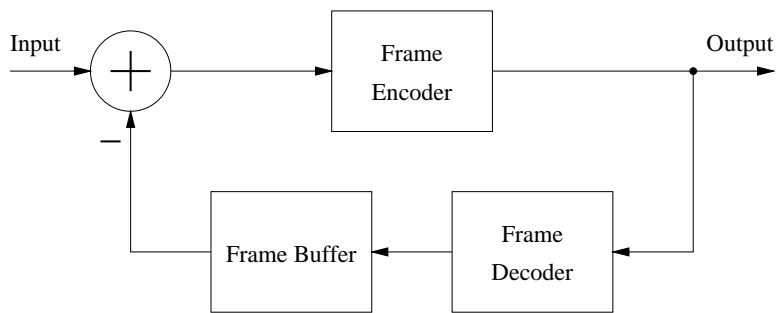 Input
Frame
Encoder
Output
+
−
Frame Buffer
Frame
Decoder